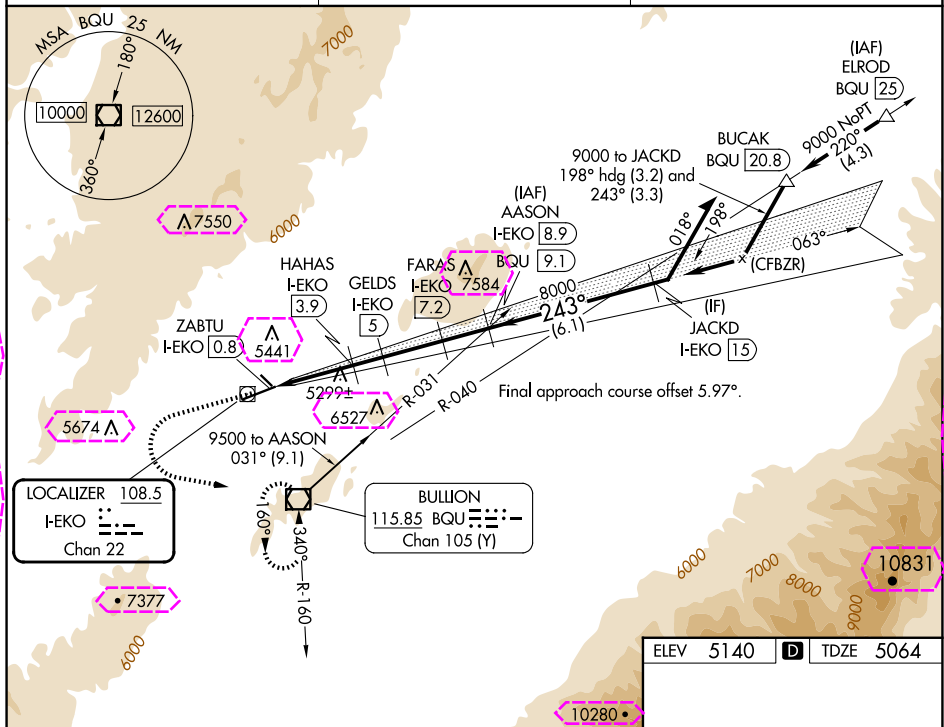 MSA BQU 25 NM
180°
10000
12600
360°
7000
(IAF)
ELROD
BQU 25
9000 NoPT
220°
(4.3)
BUCAK
BQU 20.8
9000 to JACKD
198° hdg (3.2) and
243° (3.3)
7550
6000
(IAF)
AASON
I-EKO 8.9
BQU 9.1
018°
198°
063°
(CFBZR)
HAHAS
I-EKO
3.9
GELDS
I-EKO
5
FARAS
I-EKO
7.2
7584
8000
243°
(6.1)
(IF)
JACKD
I-EKO 15
ZABTU
I-EKO 0.8
5441
5299±
6527
R-031
R-040
Final approach course offset 5.97°.
5674
9500 to AASON
031° (9.1)
LOCALIZER 108.5
I-EKO
Chan 22
BULLION
115.85 BQU
Chan 105 (Y)
160°
340°
R-160
7377
6000
6000
7000
8000
9000
10831
ELEV 5140 D TDZE 5064
10280